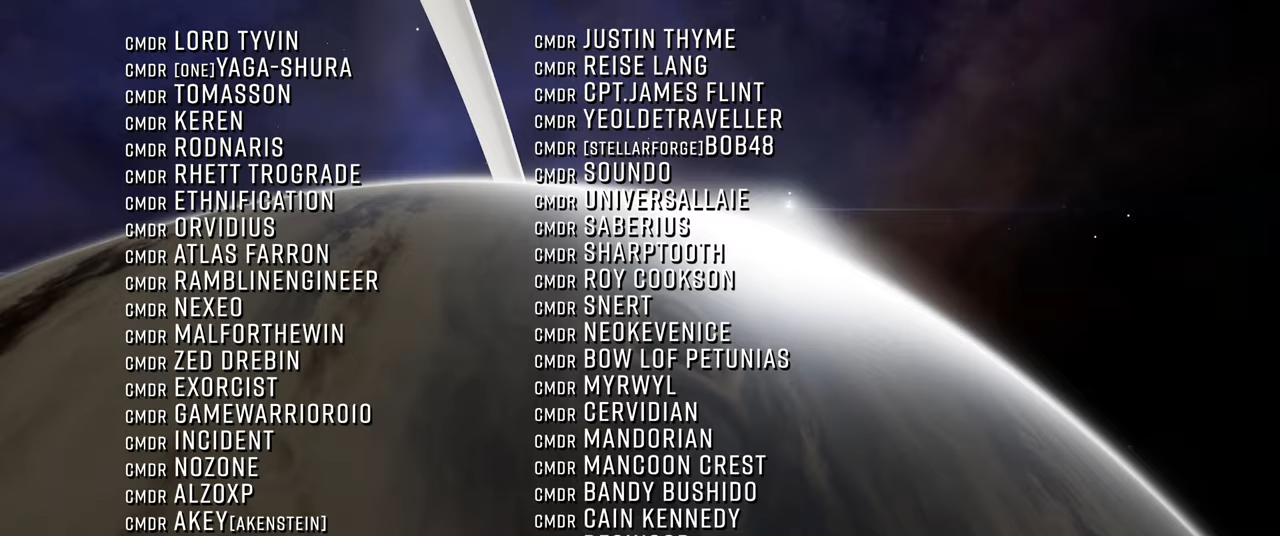 CMDR LORD TYVIN
CMDR [ONE]YAGA-SHURA
CMDR TOMASSON
CMDR KEREN
CMDR RODNARIS
CMDR RHETT TROGRADE
CMDR ETHNIFICATION
CMDR ORVIDIUS
CMDR ATLAS FARRON
CMDR RAMBLINENGINEER
CMDR NEXEO
CMDR MALFORTHEWIN
CMDR ZED DREBIN
CMDR EXORCIST
CMDR GAMEWARRIOR010
CMDR INCIDENT
CMDR NOZONE
CMDR ALZOXP
CMDR AKEY[AKENSTEIN]
CMDR JUSTIN THYME
CMDR REISE LANG
CMDR CPT.JAMES FLINT
CMDR YEOLDETRAVELLER
CMDR [STELLARFORGE]BOB48
CMDR SOUNDO
CMDR UNIVERSALLAIE
CMDR SABERIUS
CMDR SHARPTOOTH
CMDR ROY COOKSON
CMDR SNERT
CMDR NEOKEVENICE
CMDR BOW LOF PETUNIAS
CMDR MYRWYL
CMDR CERVIDIAN
CMDR MANDORIAN
CMDR MANCOON CREST
CMDR BANDY BUSHIDO
CMDR CAIN KENNEDY